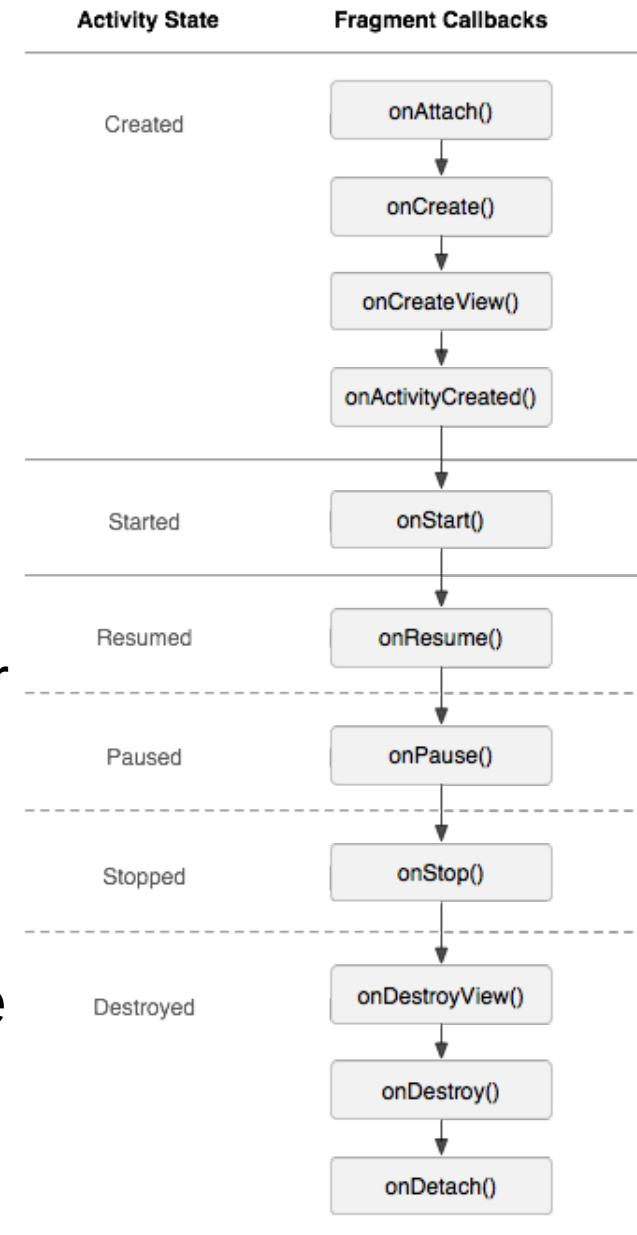 Activity State Fragment Callbacks
Created onAttach()
onCreate()
onCreateView()
onActivityCreated()
Started onStart()
Resumed onResume()
r
Paused onPause()
Stopped onStop()
Destroyed onDestroyView()
e
onDestroy()
onDetach()